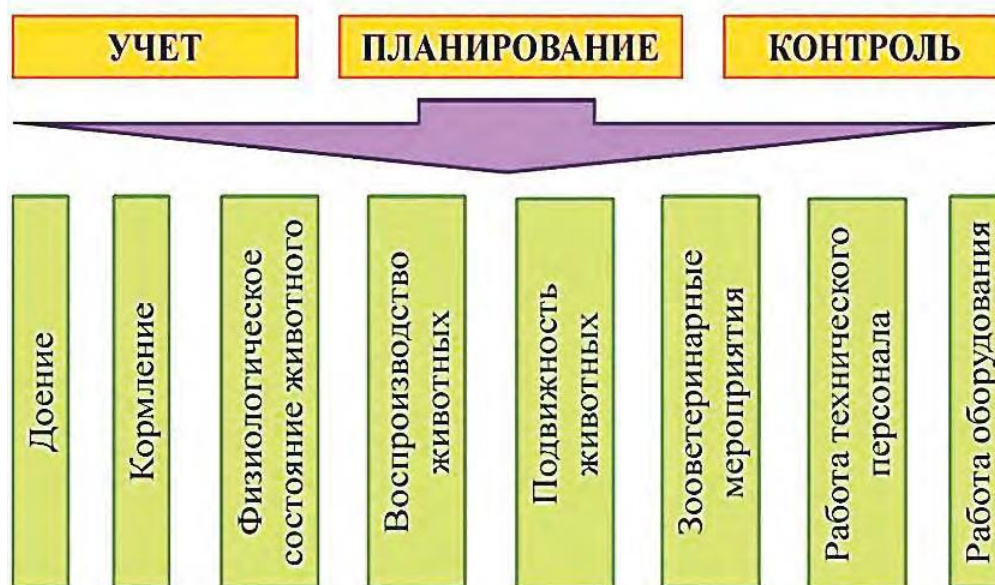 УЧЕТ
ПЛАНИРОВАНИЕ
КОНТРОЛЬ
Доение
Кормление
Физиологическое
состояние животного
Воспроизводство
животных
Подвижность
животных
Зооветеринарные
мероприятия
Работа технического
персонала
Работа оборудования